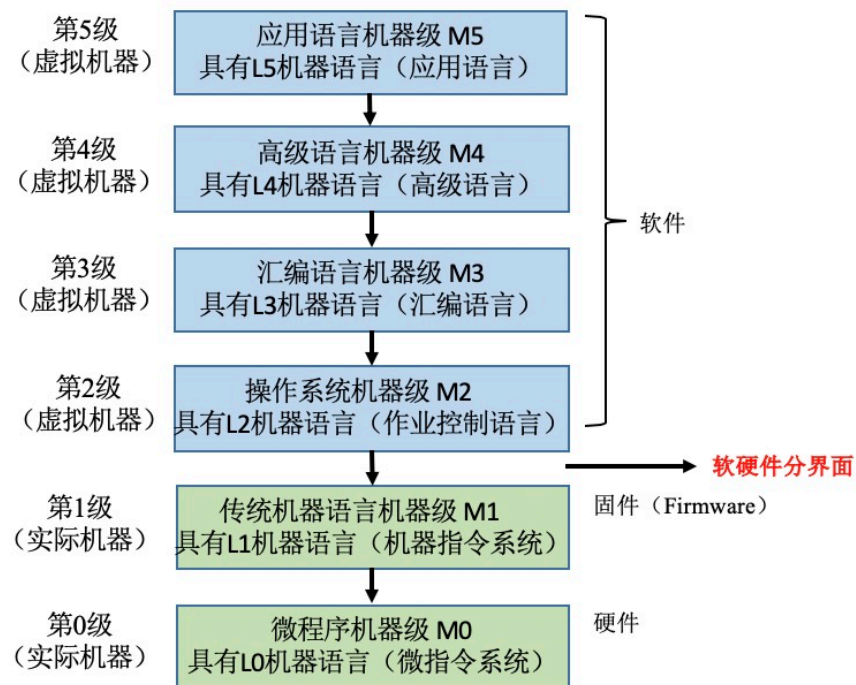 第5级
（虚拟机器）
应用语言机器级 M5
具有L5机器语言（应用语言）
第4级
（虚拟机器）
高级语言机器级 M4
具有L4机器语言（高级语言）
软件
第3级
（虚拟机器）
汇编语言机器级 M3
具有L3机器语言（汇编语言）
第2级
（虚拟机器）
操作系统机器级 M2
具有L2机器语言（作业控制语言）
软硬件分界面
第1级
（实际机器）
传统机器语言机器级 M1
具有L1机器语言（机器指令系统）
固件（Firmware）
第0级
（实际机器）
微程序机器级 M0
具有L0机器语言（微指令系统）
硬件